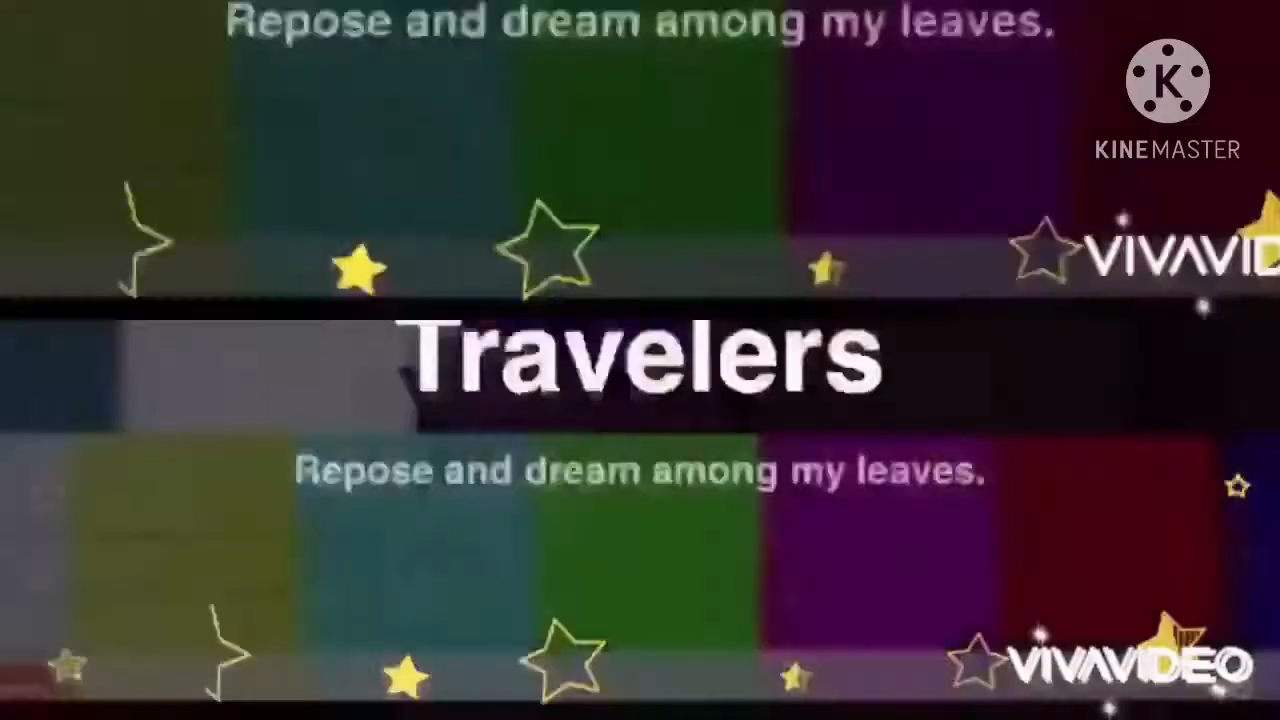 Repose and dream among my leaves.
K
KINEMASTER
VIVAVID
Travelers
Repose and dream among my leaves.
VIVAVIDEO